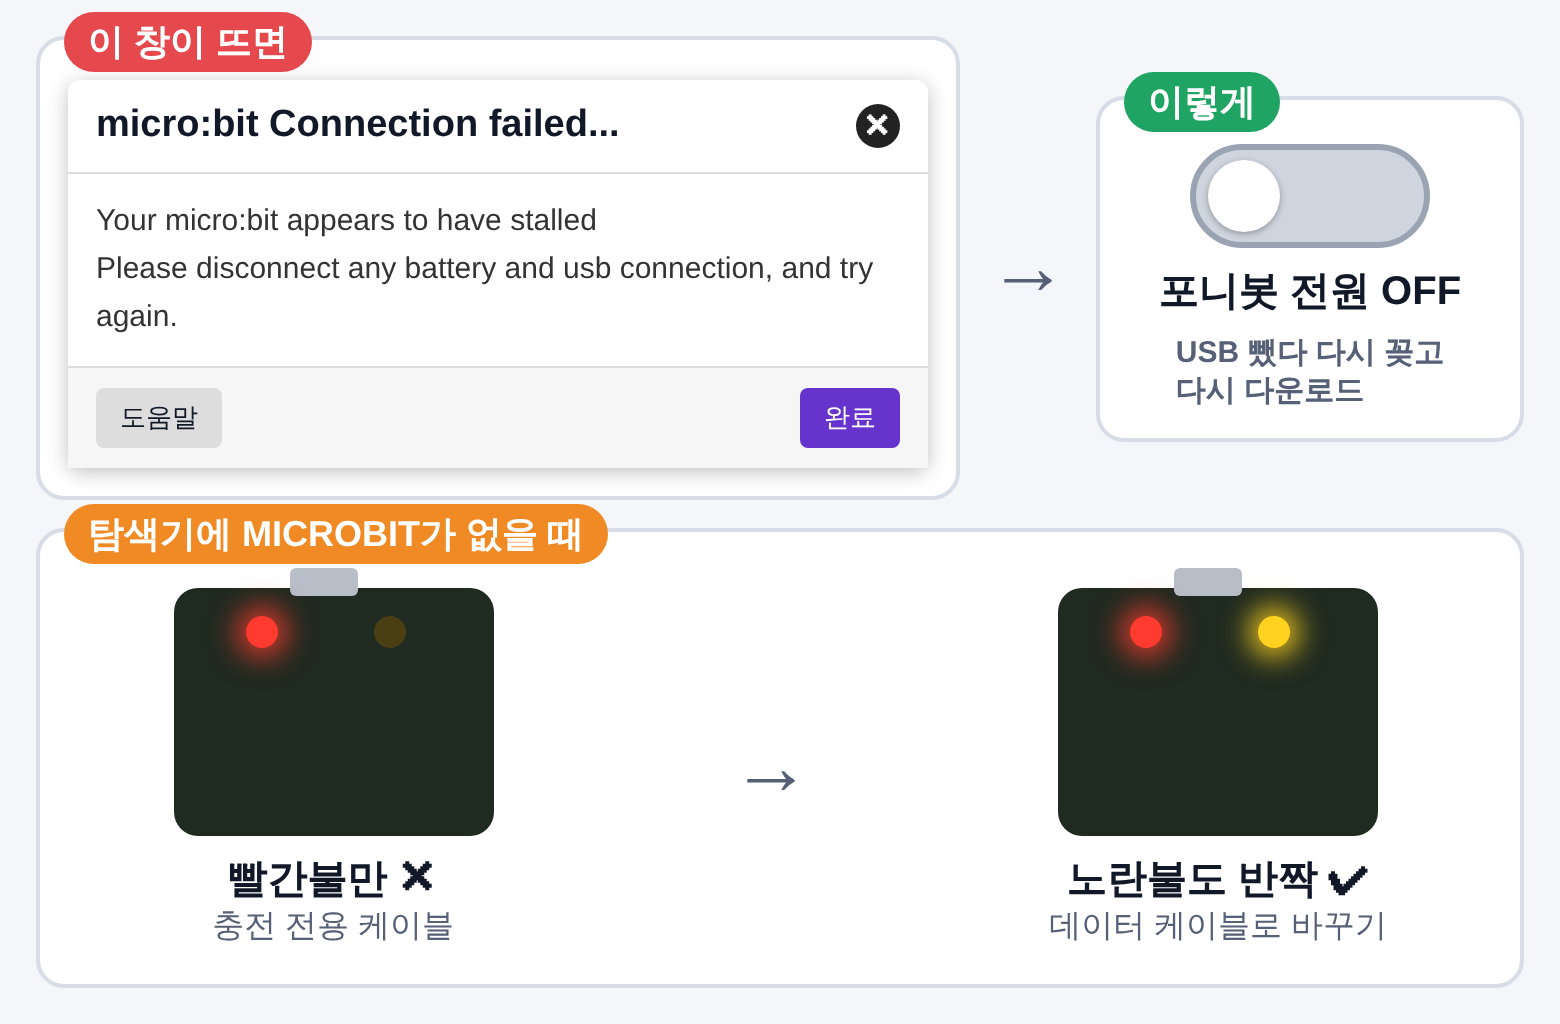 이 창이 뜨면
micro:bit Connection failed...
Your micro:bit appears to have stalled
Please disconnect any battery and usb connection, and try
again.
도움말
완료
→
이렇게
포니봇 전원 OFF
USB 뺐다 다시 꽂고
다시 다운로드
탐색기에 MICROBIT가 없을 때
빨간불만 ✕
충전 전용 케이블
→
노란불도 반짝 ✓
데이터 케이블로 바꾸기